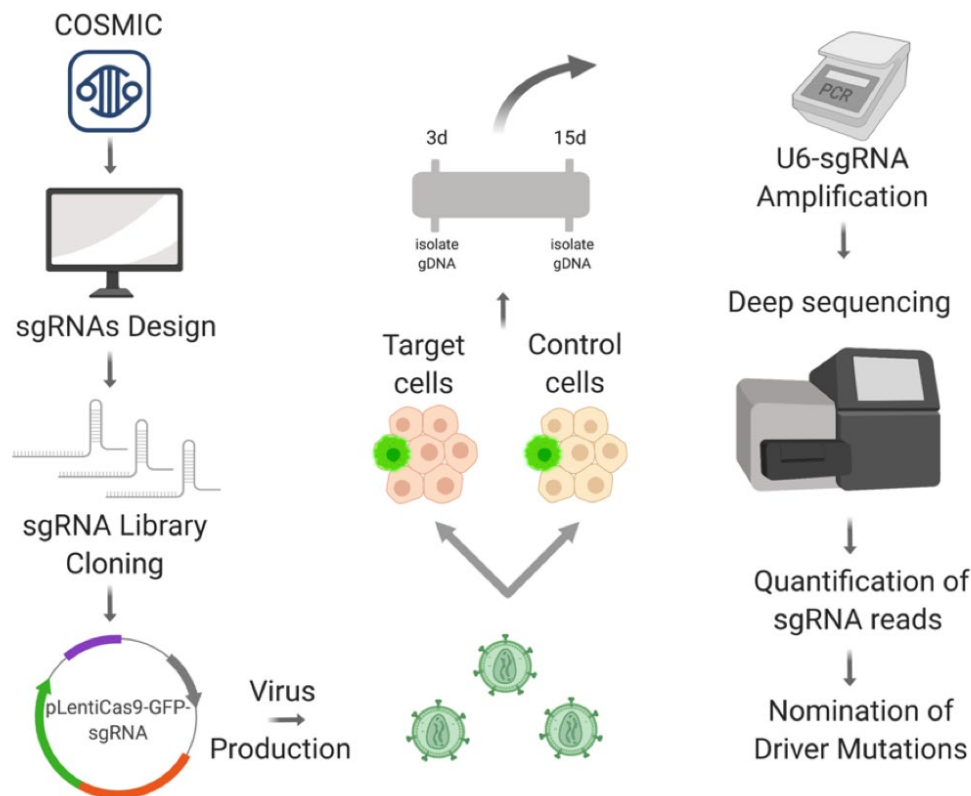 COSMIC
sgRNAs Design
sgRNA Library
Cloning
pLentiCas9-GFP-
sgRNA
Virus
Production
Target
cells
Control
cells
3d
15d
isolate
gDNA
isolate
gDNA
PCR
U6-sgRNA
Amplification
Deep sequencing
Quantification of
sgRNA reads
Nomination of
Driver Mutations